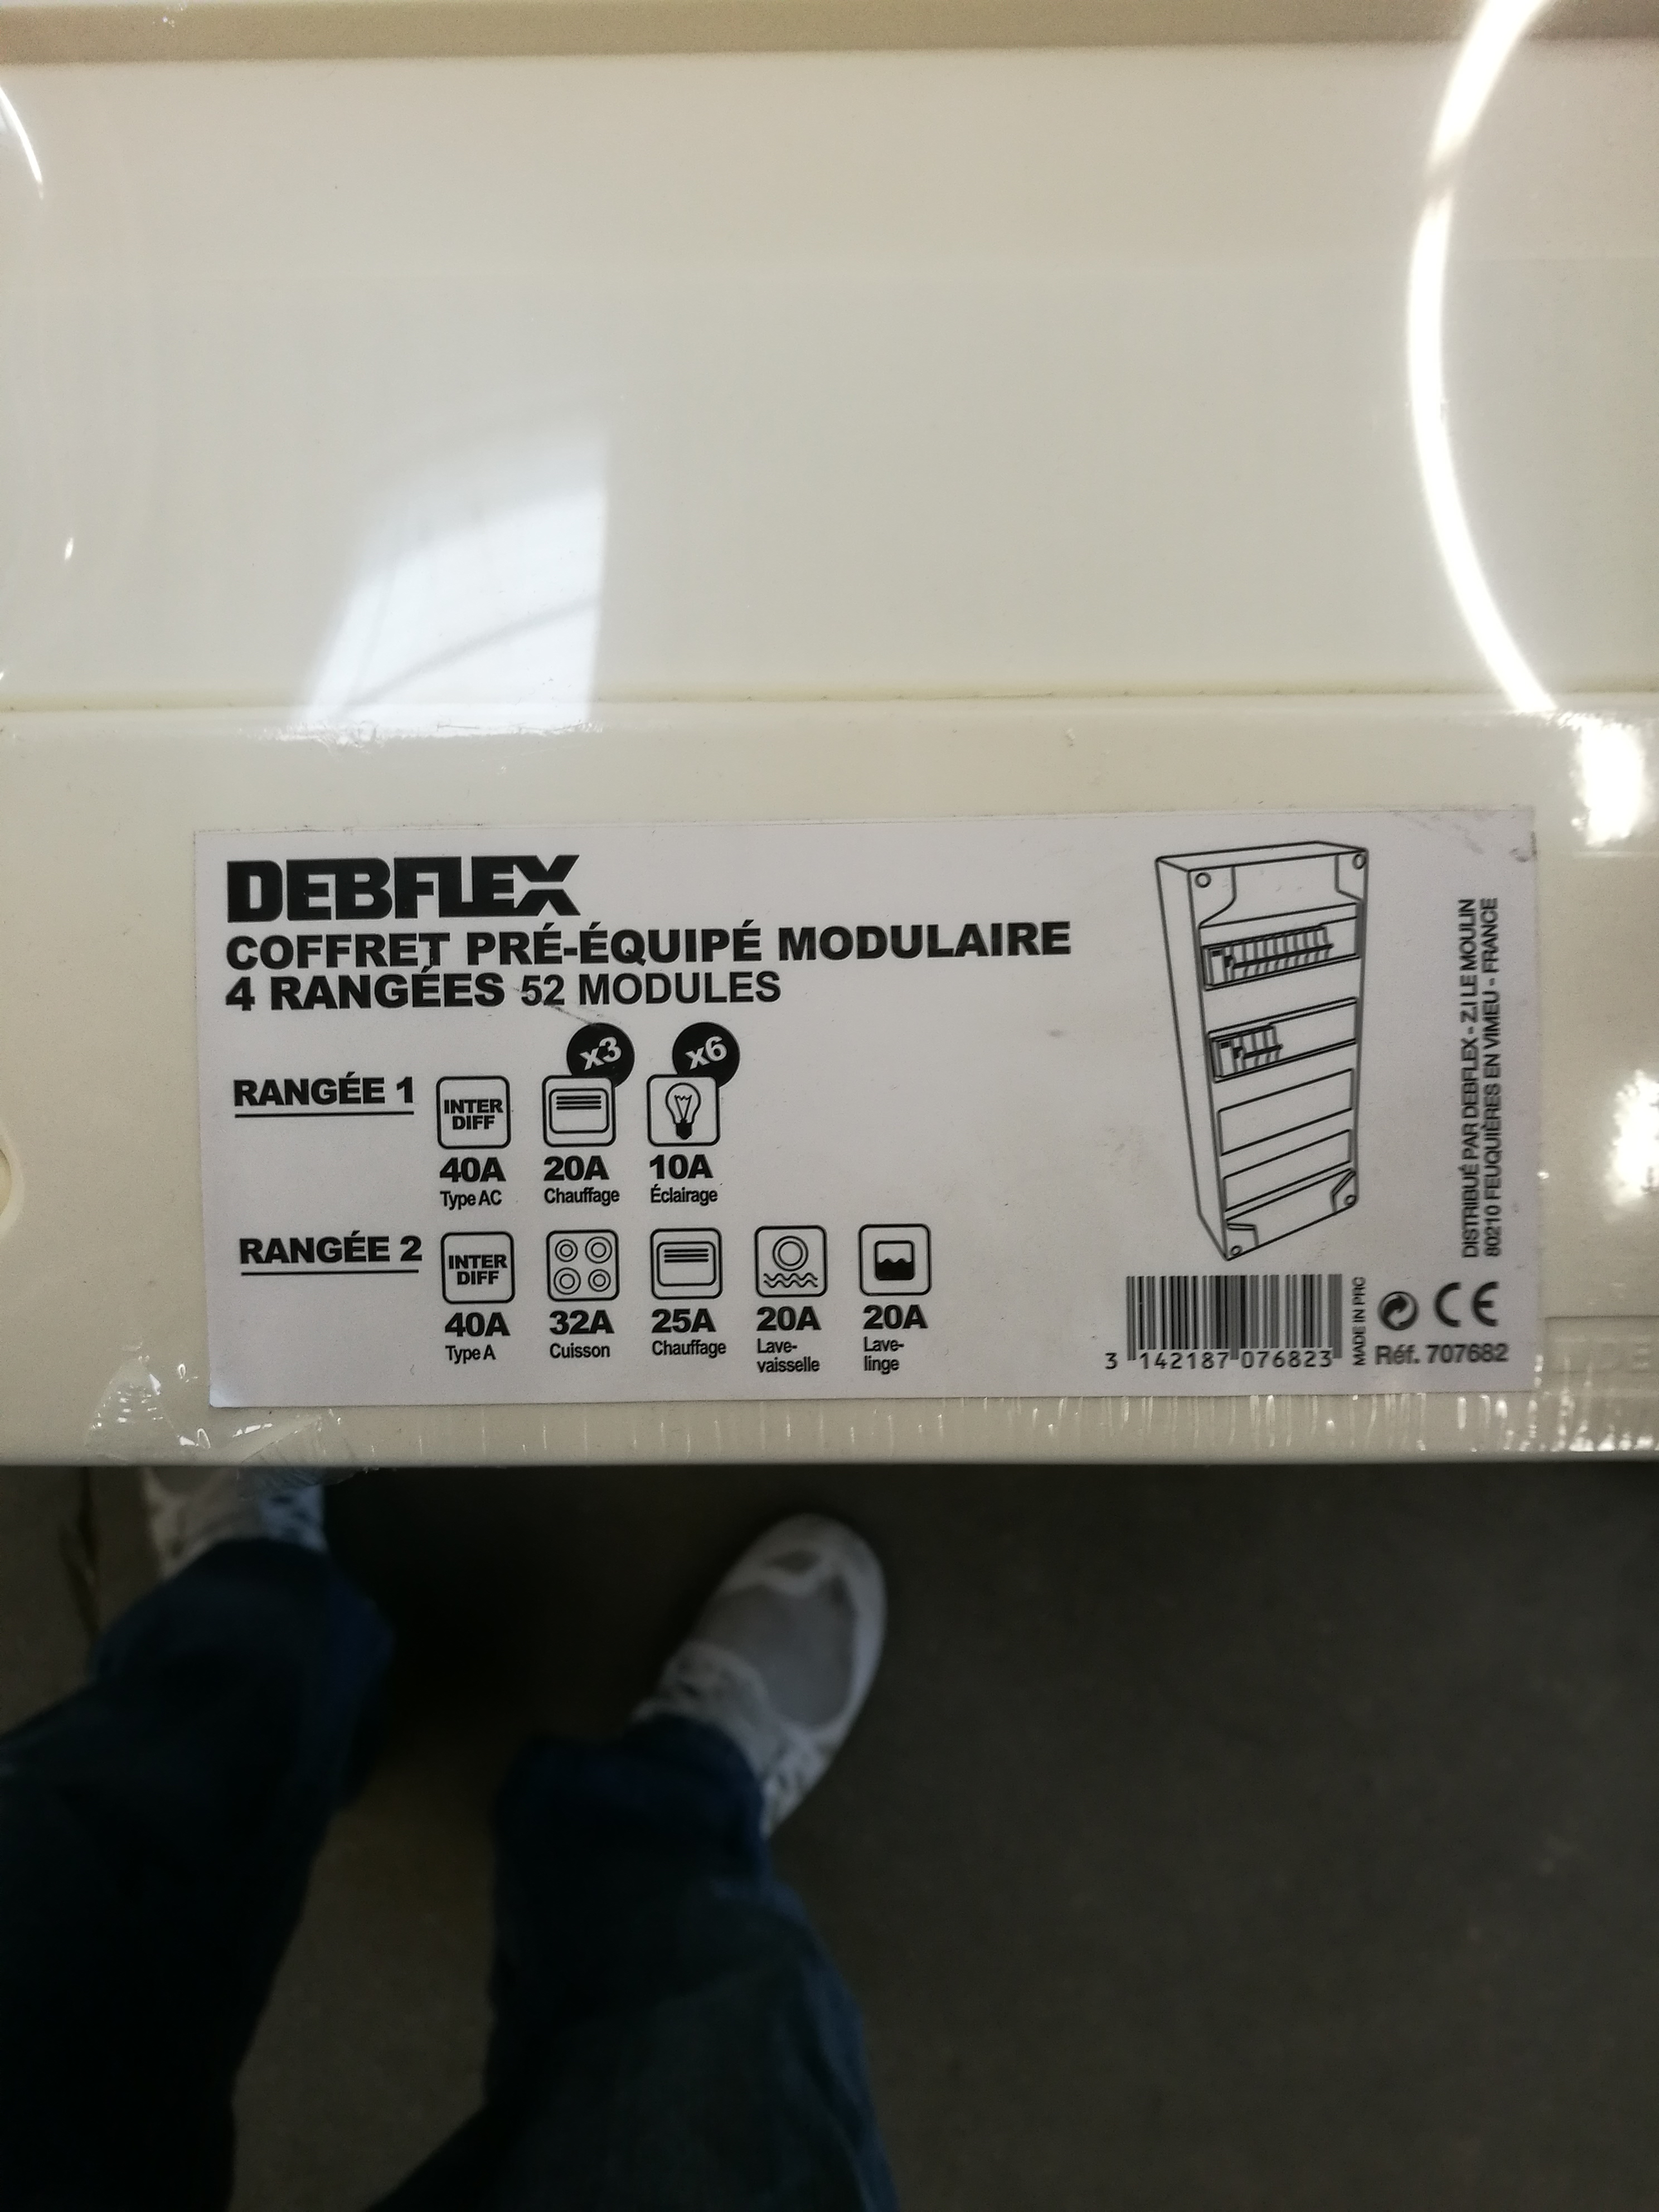 DEBFLEX
COFFRET PRÉ-ÉQUIPÉ MODULAIRE
4 RANGÉES 52 MODULES
x3 x6
RANGÉE 1
INTER
DIFF
40A 20A 10A
Type AC Chauffage Éclairage
RANGÉE 2
INTER
DIFF
40A 32A 25A 20A 20A
Type A Cuisson Chauffage Lave- Lave-
vaisselle linge
DISTRIBUÉ PAR DEBFLEX - Z.I LE MOULIN
80210 FEUQUIÈRES EN VIMEU - FRANCE
MADE IN PRC
CE
3 142187 076823
Réf. 707682